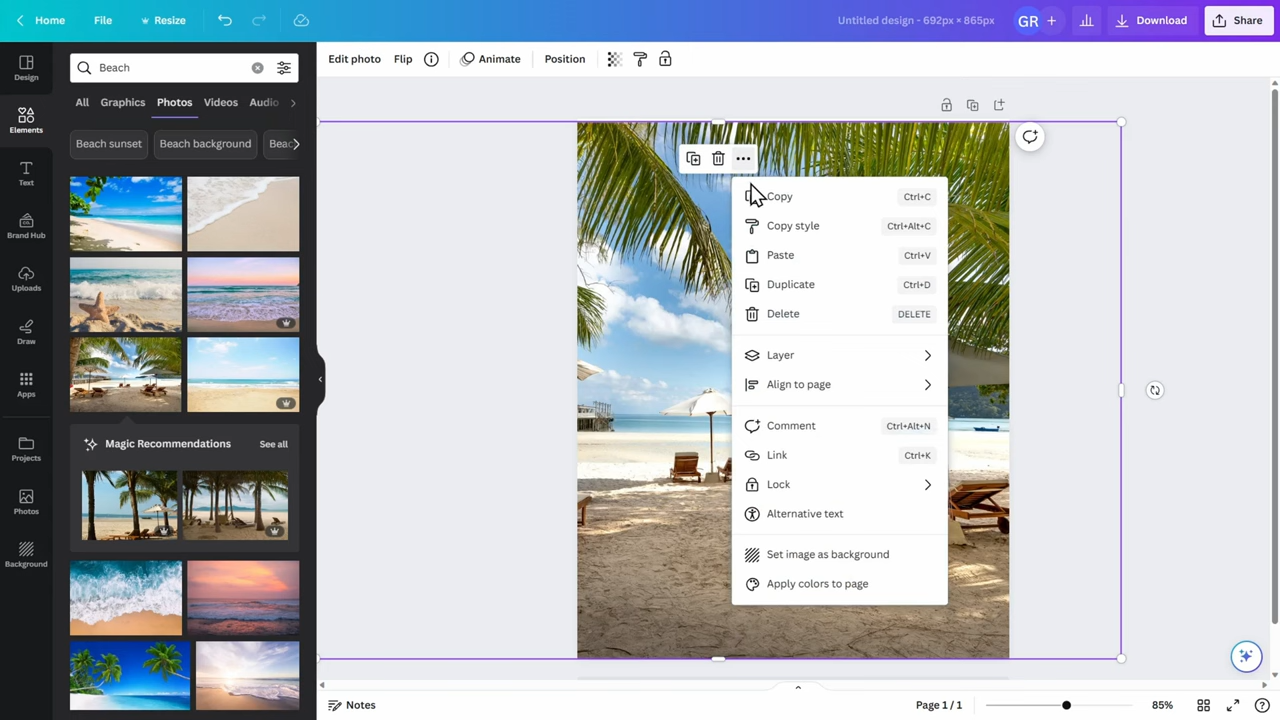 Home File Resize Untitled design - 692px × 865px GR + Download Share
Design
Elements
Text
Brand Hub
Uploads
Draw
Apps
Projects
Photos
Background
Beach
All Graphics Photos Videos Audio
Beach sunset Beach background Beac
Magic Recommendations See all
Edit photo Flip Animate Position
Copy Ctrl+C
Copy style Ctrl+Alt+C
Paste Ctrl+V
Duplicate Ctrl+D
Delete DELETE
Layer
Align to page
Comment Ctrl+Alt+N
Link Ctrl+K
Lock
Alternative text
Set image as background
Apply colors to page
Notes Page 1 / 1 85%